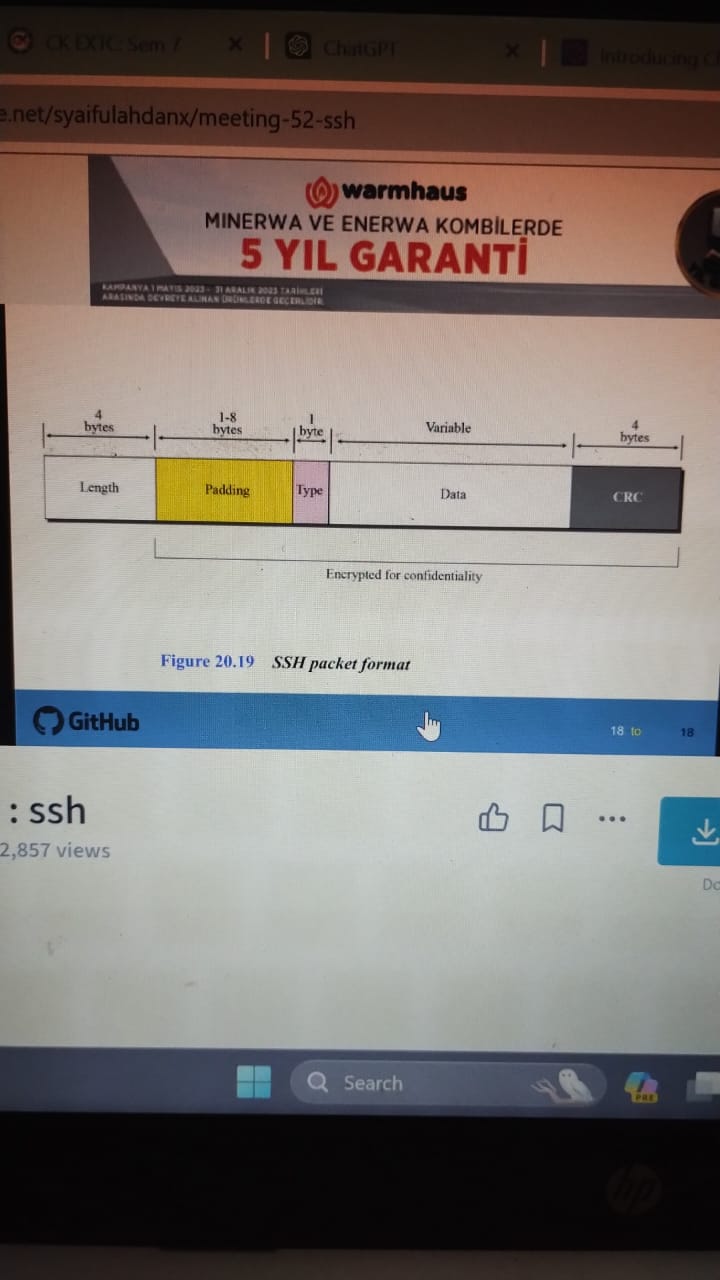 CK EXTC: Sem 7
ChatGPT
Introducing
e.net/syaifulahdanx/meeting-52-ssh
warmhaus
MINERWA VE ENERWA KOMBİLERDE
5 YIL GARANTİ
KAMPANYA 1 MAYIS 2023 - 31 ARALIK 2023 TARİHLERİ
ARASINDA DEVREYE ALINAN ÜRÜNLERDE GEÇERLİDİR.
4
bytes
1-8
bytes
1
byte
Variable
4
bytes
Length
Padding
Type
Data
CRC
Encrypted for confidentiality
Figure 20.19 SSH packet format
GitHub
18 to 18
: ssh
2,857 views
Do
Search
PRE
hp